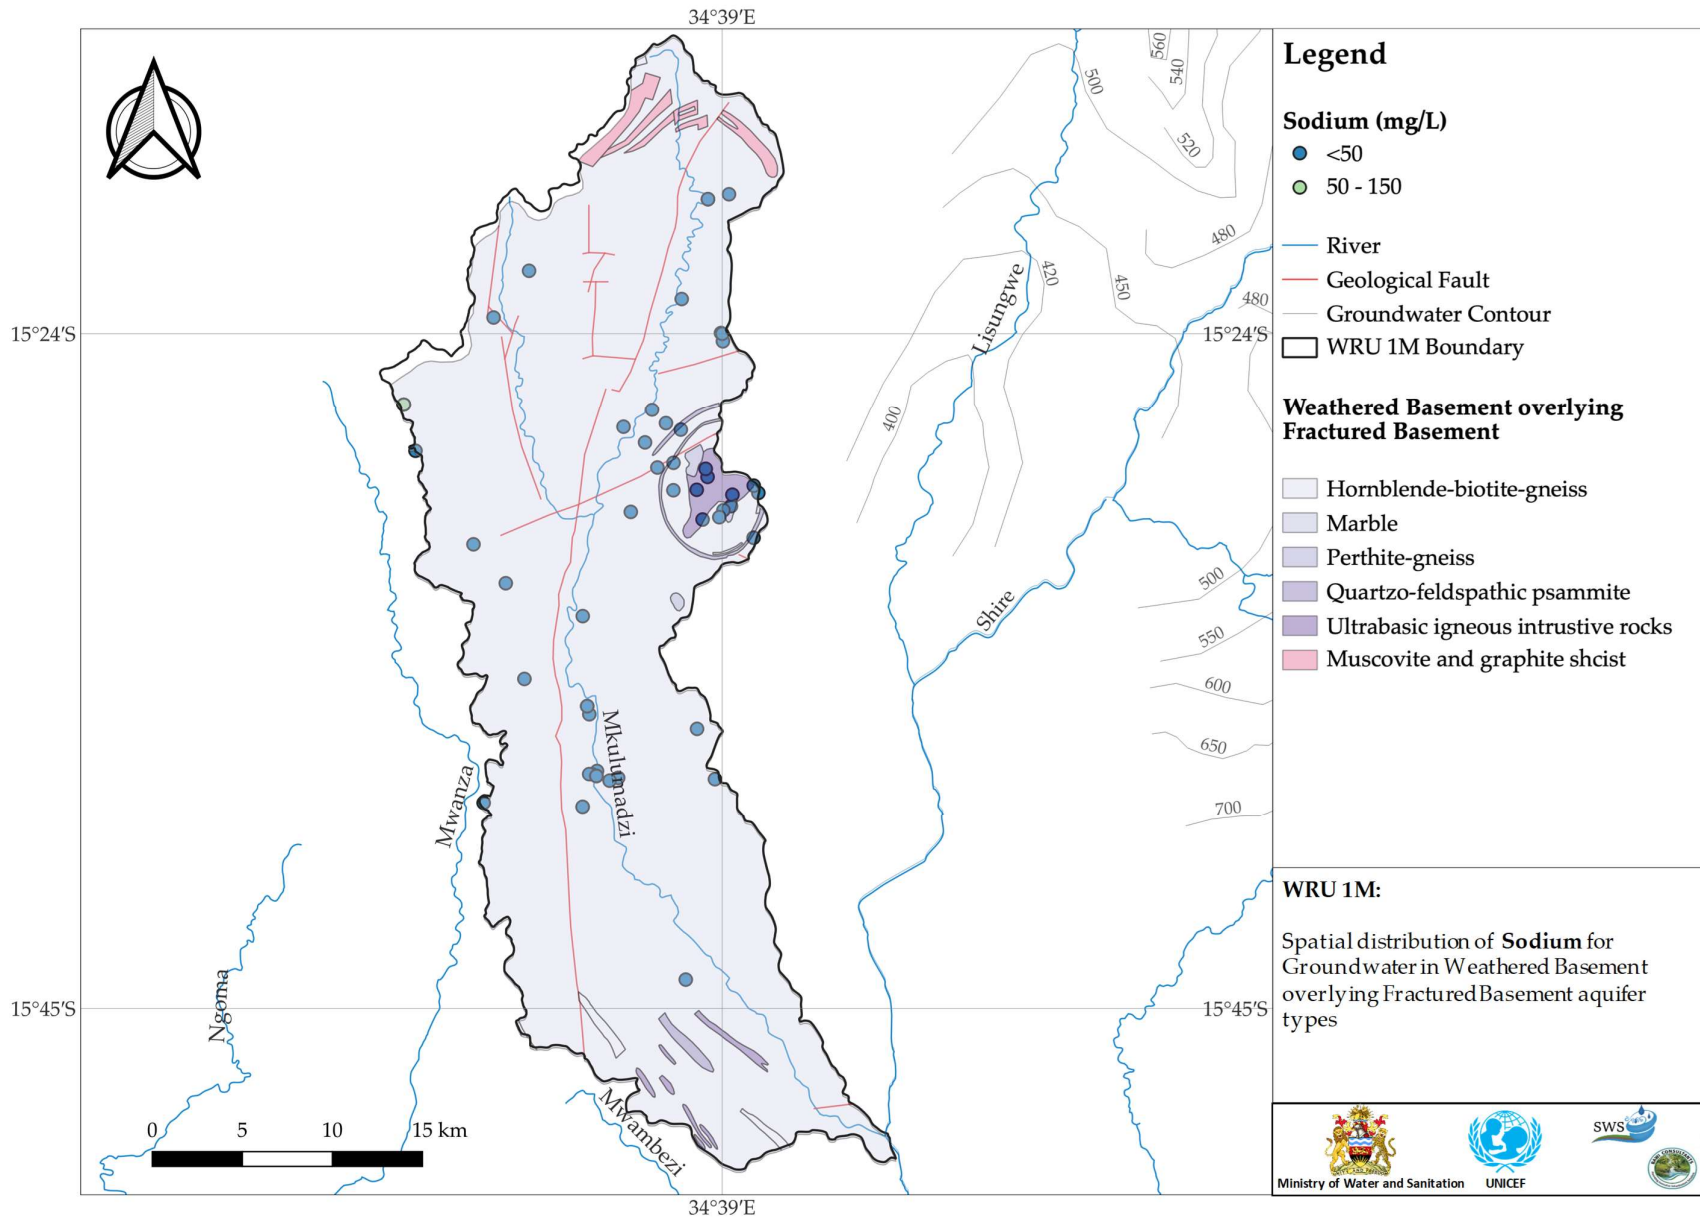 34°39′E
560
540
500
520
480
480
450
420
400
Lisungwe
15°24′S
15°24′S
Shire
500
550
600
650
700
Mkulumadzi
Mwanza
Ngoma
15°45′S
15°45′S
Mwambezi
0 5 10 15 km
34°39′E
Legend
Sodium (mg/L)
<50
50 - 150
River
Geological Fault
Groundwater Contour
WRU 1M Boundary
Weathered Basement overlying
Fractured Basement
Hornblende-biotite-gneiss
Marble
Perthite-gneiss
Quartzo-feldspathic psammite
Ultrabasic igneous intrustive rocks
Muscovite and graphite shcist
WRU 1M:
Spatial distribution of Sodium for
Groundwater in Weathered Basement
overlying Fractured Basement aquifer
types
Ministry of Water and Sanitation
UNICEF
SWS